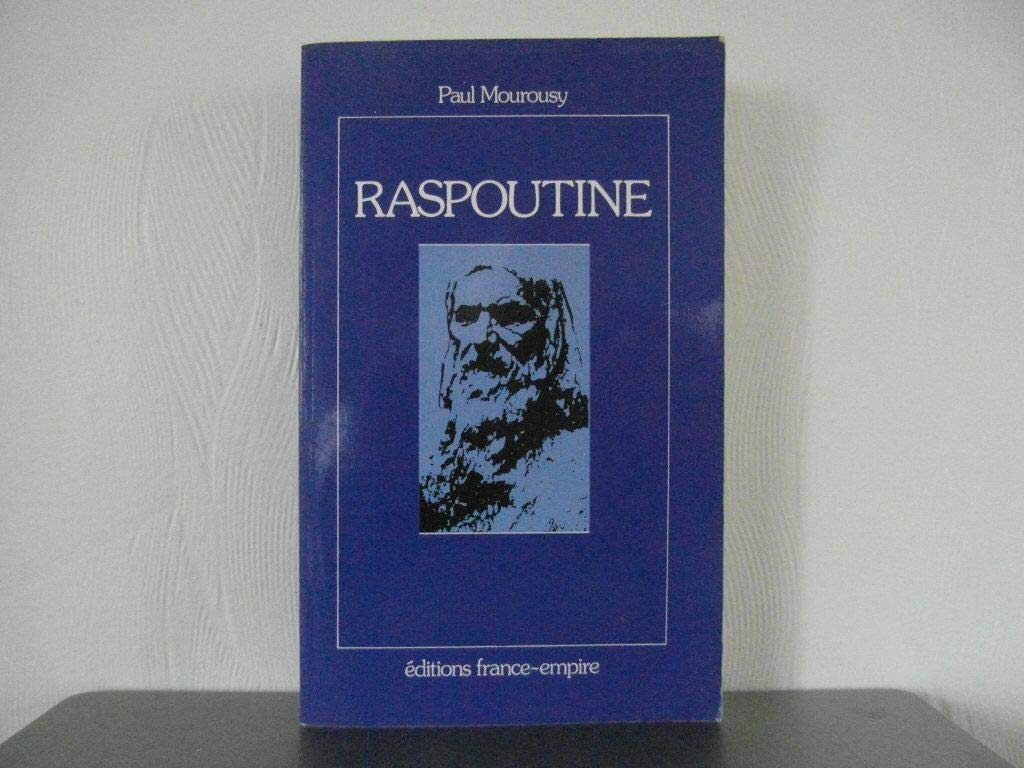 Paul Mourousy
RASPOUTINE
éditions france~empire